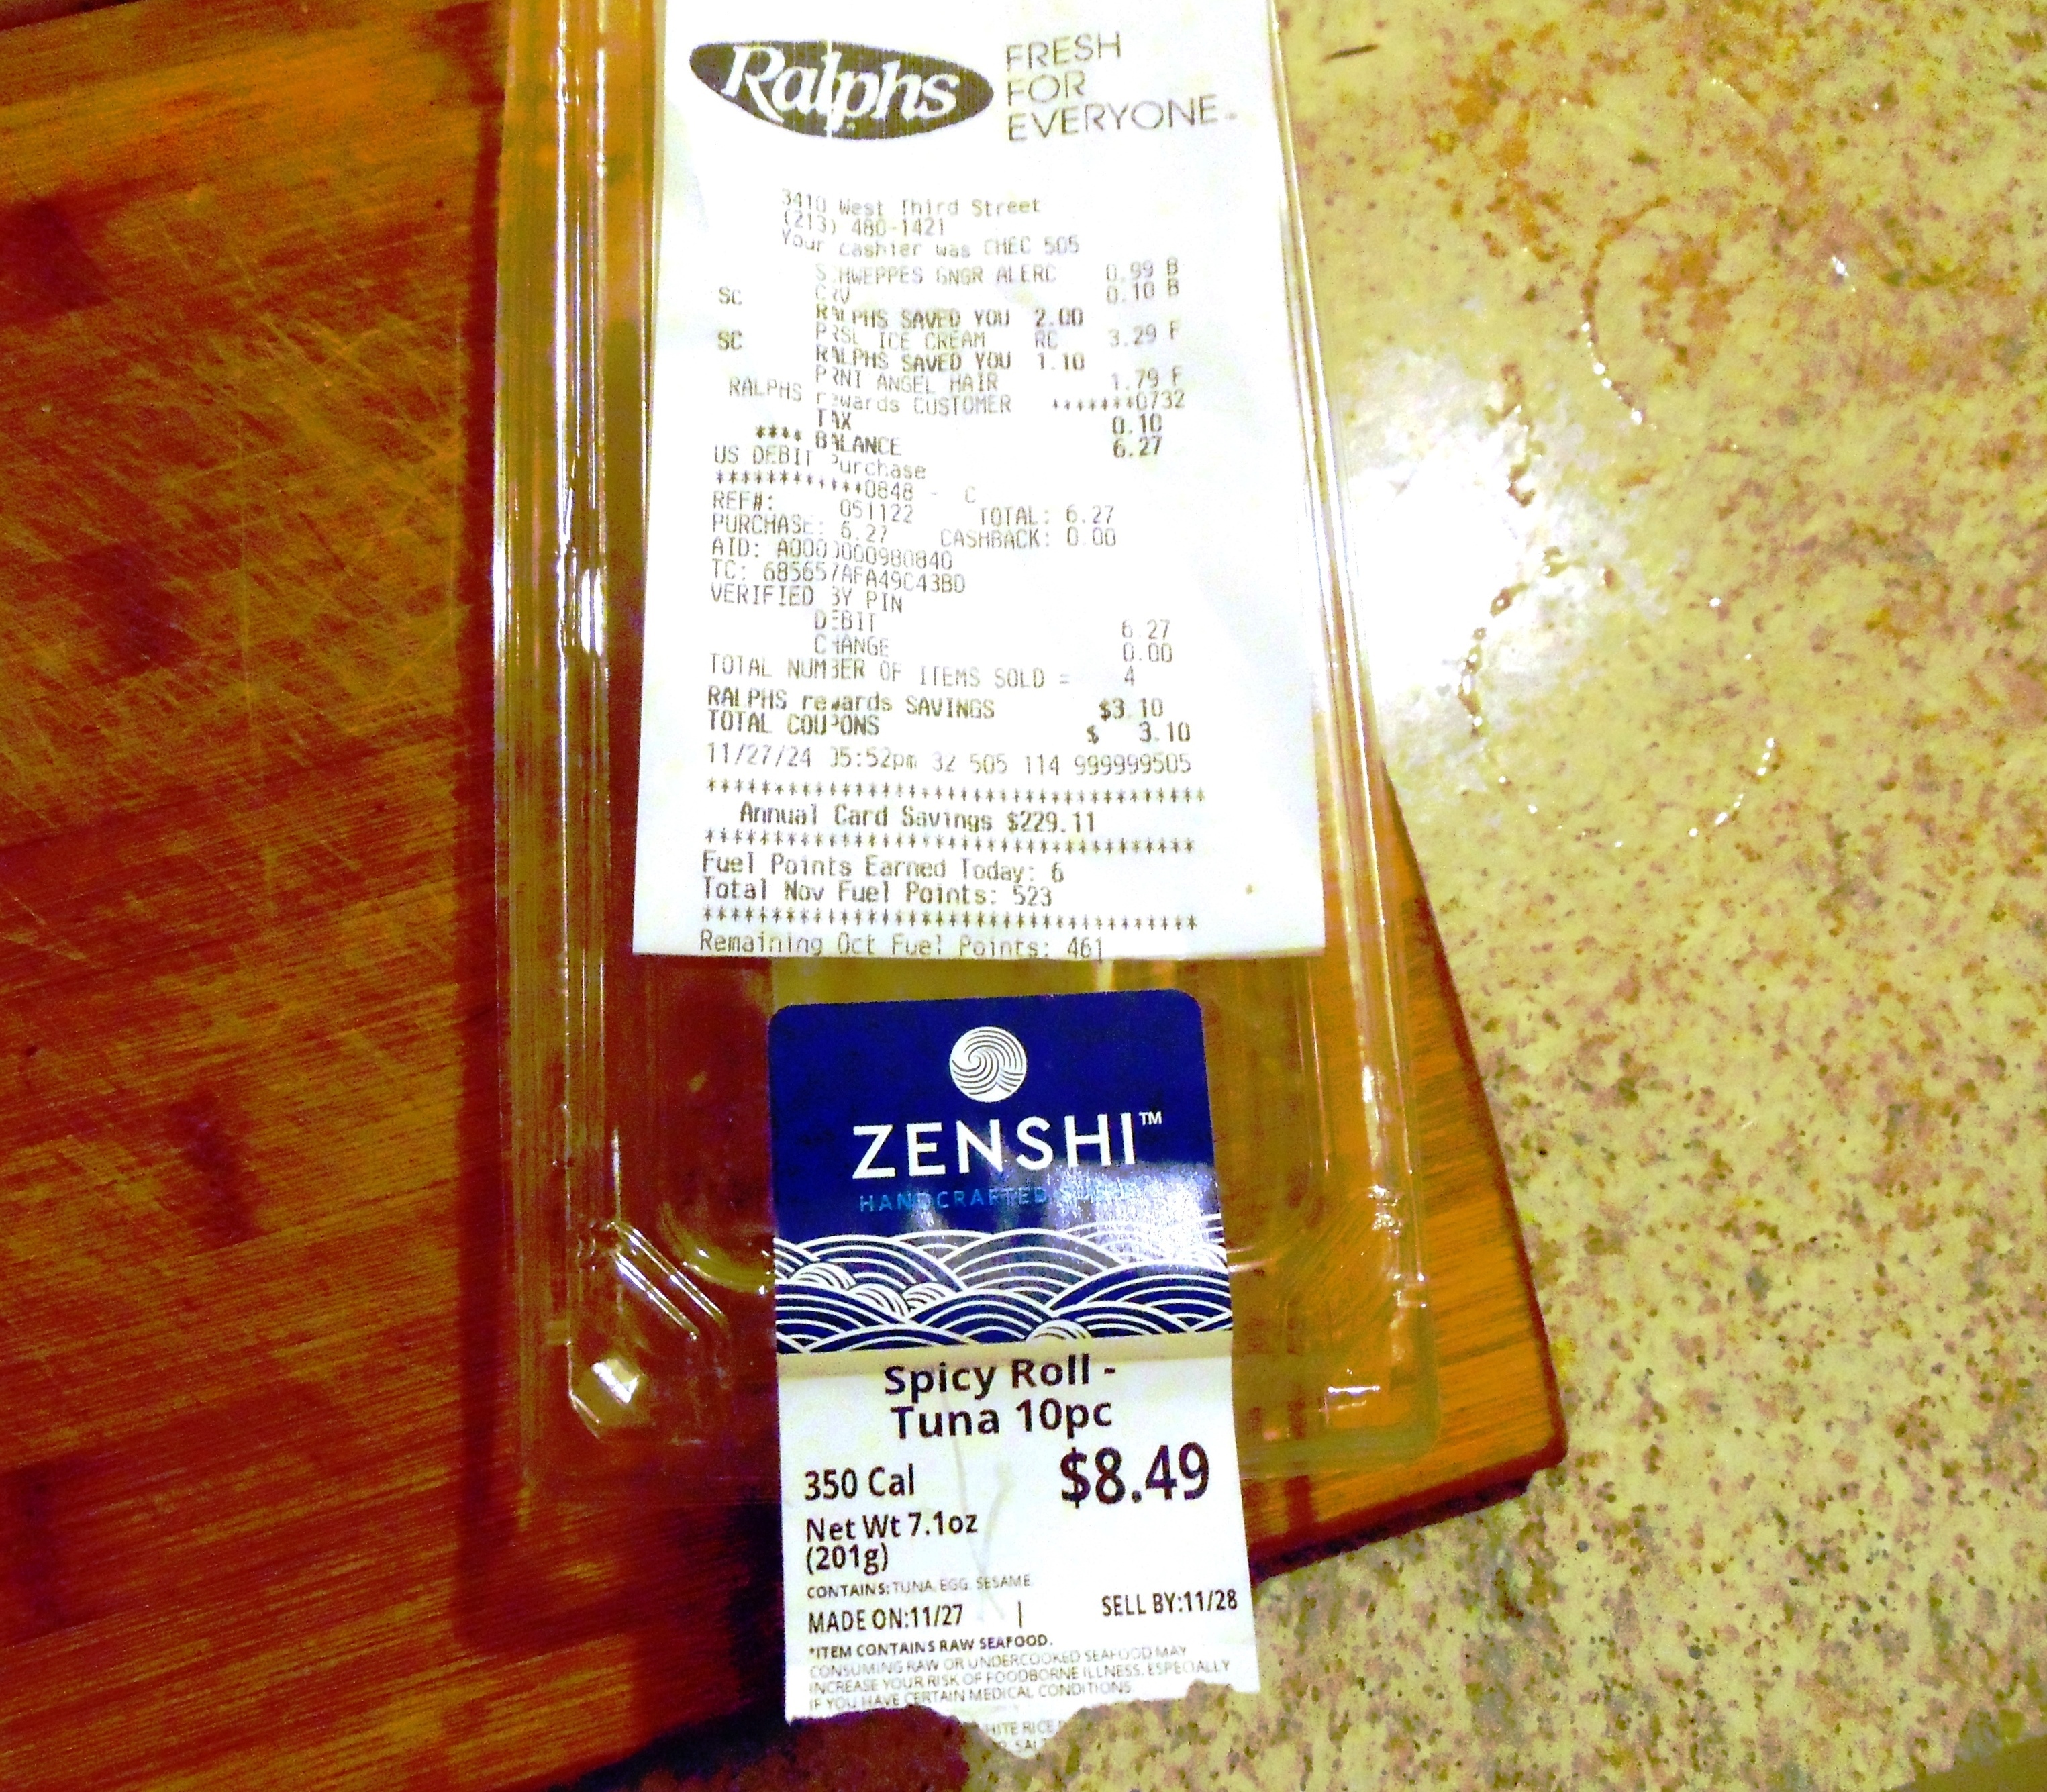 Ralphs
FRESH
FOR
EVERYONE™
3410 West Third Street
(213) 480-1421
Your cashier was CHEC 505
SCHWEPPES GNGR ALERC 0.99 B
CRV 0.10 B
SC RALPHS SAVED YOU 2.00
PRSL ICE CREAM RC 3.29 F
SC RALPHS SAVED YOU 1.10
PRNI ANGEL HAIR 1.79 F
RALPHS rewards CUSTOMER *******0732
TAX 0.10
**** BALANCE 6.27
US DEBIT Purchase
************0848 - C
REF#: 051122 TOTAL: 6.27
PURCHASE: 6.27 CASHBACK: 0.00
AID: A0000000980840
TC: 685657AFA49C43BD
VERIFIED BY PIN
DEBIT 6.27
CHANGE 0.00
TOTAL NUMBER OF ITEMS SOLD = 4
RALPHS rewards SAVINGS $3.10
TOTAL COUPONS $ 3.10
11/27/24 05:52pm 32 505 114 999999505
************************************
Annual Card Savings $229.11
************************************
Fuel Points Earned Today: 6
Total Nov Fuel Points: 523
************************************
Remaining Oct Fuel Points: 461
ZENSHI™
HANDCRAFTED SUSHI
Spicy Roll -
Tuna 10pc
350 Cal $8.49
Net Wt 7.1oz
(201g)
CONTAINS: TUNA, EGG, SESAME
MADE ON:11/27 | SELL BY:11/28
*ITEM CONTAINS RAW SEAFOOD.
CONSUMING RAW OR UNDERCOOKED SEAFOOD MAY
INCREASE YOUR RISK OF FOODBORNE ILLNESS, ESPECIALLY
IF YOU HAVE CERTAIN MEDICAL CONDITIONS
RICE